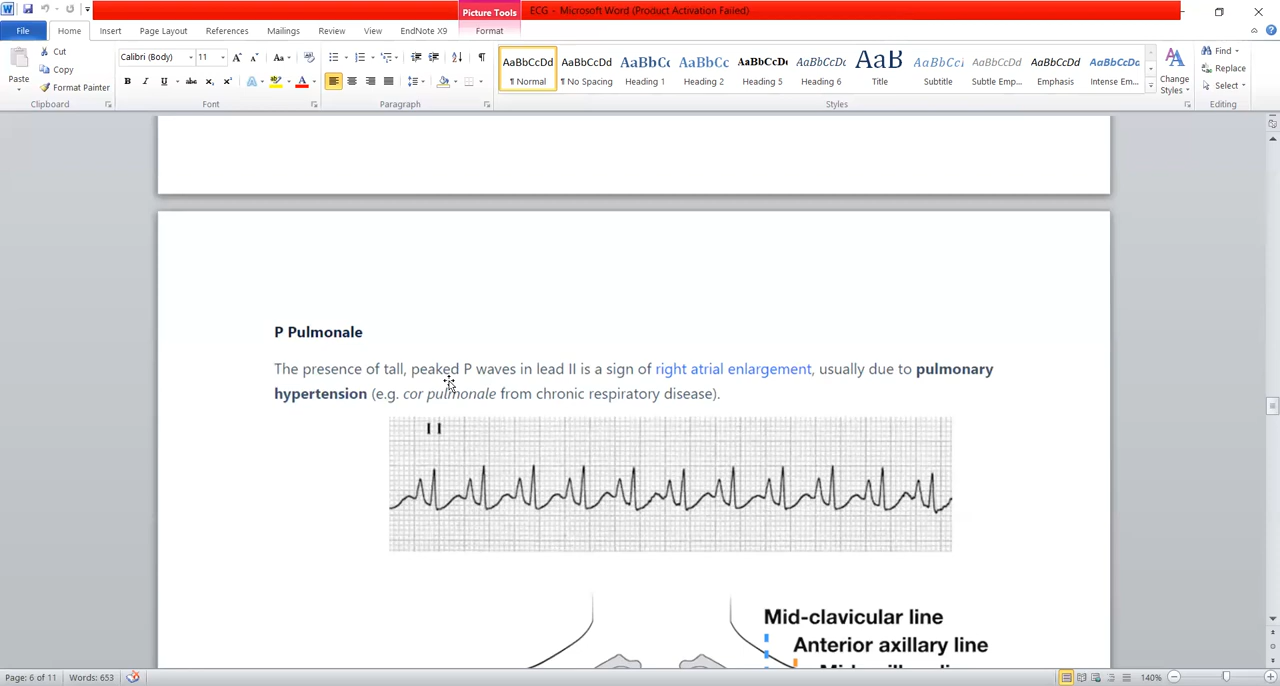 Picture Tools
ECG - Microsoft Word (Product Activation Failed)
File Home Insert Page Layout References Mailings Review View EndNote X9 Format
Paste
Cut
Copy
Format Painter
Clipboard
Calibri (Body) 11
Font
Paragraph
AaBbCcDd AaBbCcDd AaBbCc AaBbCc AaBbCcDc AaBbCcDc AaB AaBbCcl AaBbCcDd AaBbCcDd AaBbCcDc
¶ Normal ¶ No Spacing Heading 1 Heading 2 Heading 5 Heading 6 Title Subtitle Subtle Emp... Emphasis Intense Em...
Styles
Change
Styles
Find
Replace
Select
Editing
P Pulmonale
The presence of tall, peaked P waves in lead II is a sign of right atrial enlargement, usually due to pulmonary
hypertension (e.g. cor pulmonale from chronic respiratory disease).
II
Mid-clavicular line
Anterior axillary line
Page: 6 of 11 Words: 653 140%